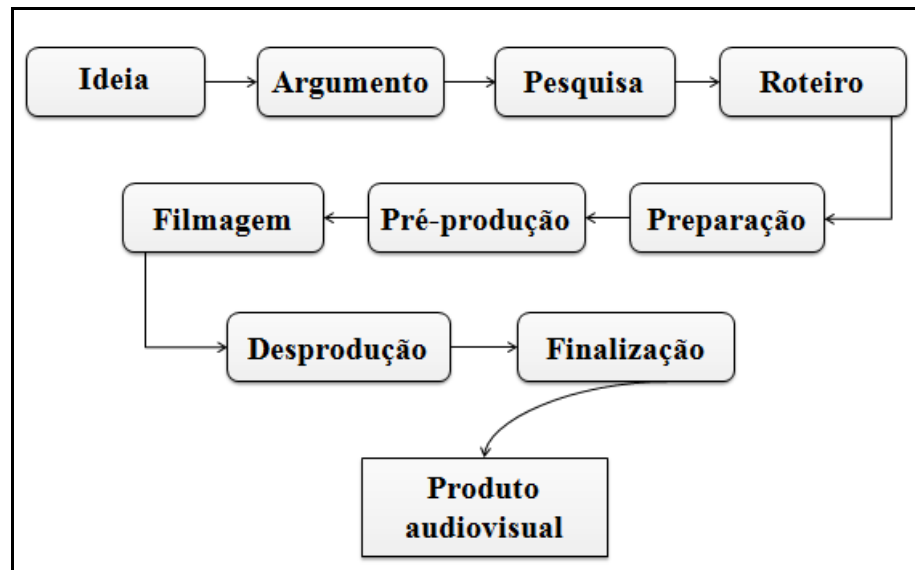 Ideia
Argumento
Pesquisa
Roteiro
Preparação
Pré-produção
Filmagem
Desprodução
Finalização
Produto
audiovisual